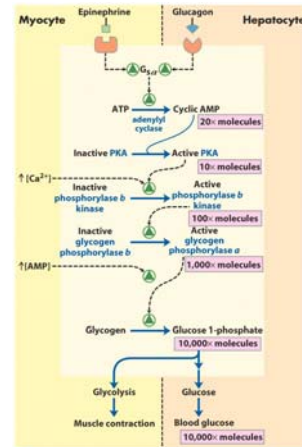 Myocyte
Epinephrine
Glucagon
Hepatocyte
Gsα
ATP
Cyclic AMP
adenylyl
cyclase
20× molecules
Inactive PKA
Active PKA
10× molecules
↑[Ca²⁺]
Inactive
phosphorylase b
kinase
Active
phosphorylase b
kinase
100× molecules
Inactive
glycogen
phosphorylase b
Active
glycogen
phosphorylase a
1,000× molecules
↑[AMP]
Glycogen
Glucose 1-phosphate
10,000× molecules
Glycolysis
Glucose
Muscle contraction
Blood glucose
10,000× molecules